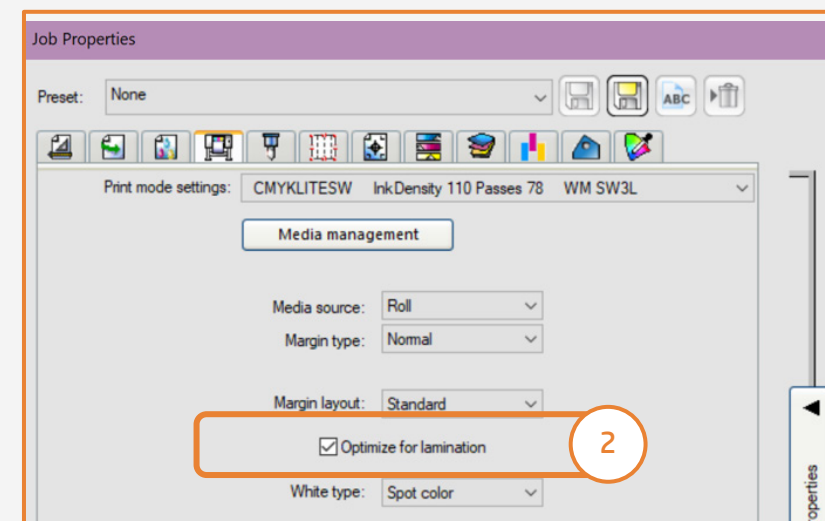 Job Properties
Preset: None
ABC
Print mode settings: CMYKLITESW InkDensity 110 Passes 78 WM SW3L
Media management
Media source: Roll
Margin type: Normal
Margin layout: Standard
Optimize for lamination 2
White type: Spot color